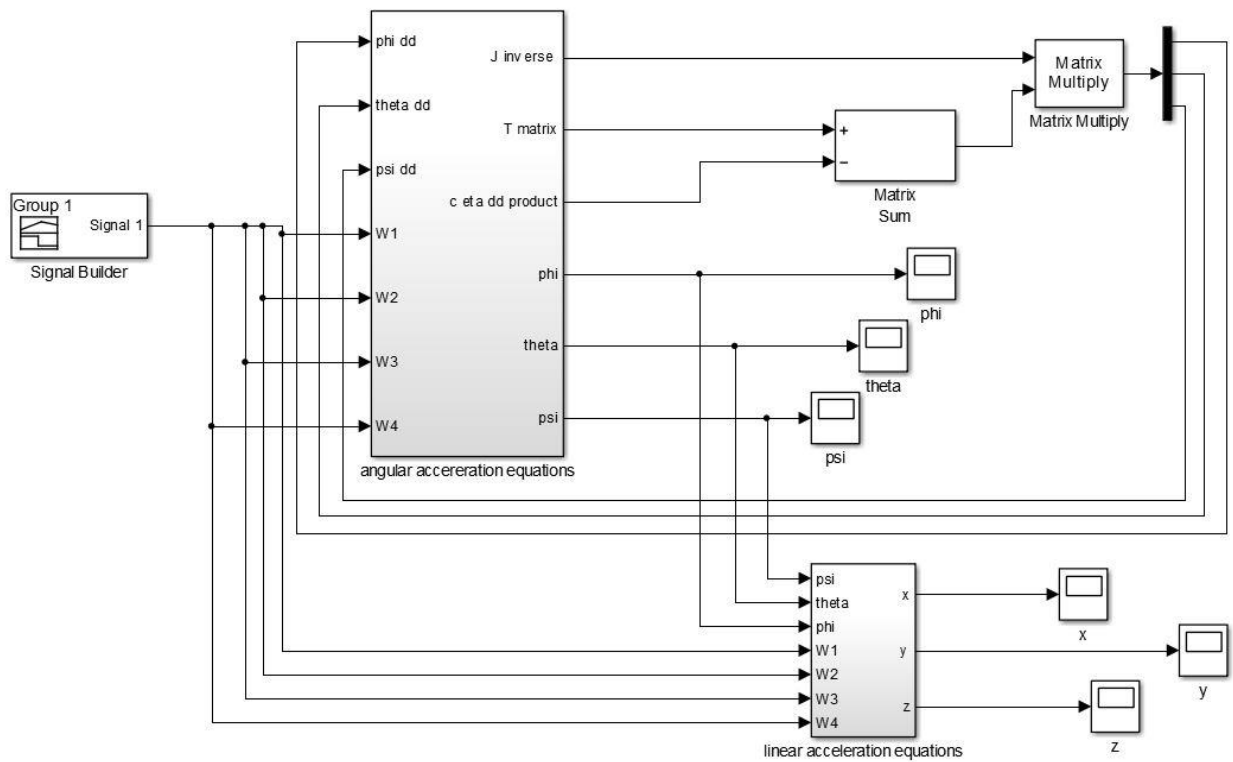 phi dd
theta dd
psi dd
W1
W2
W3
W4
J inverse
T matrix
c eta dd product
phi
theta
psi
angular accereration equations
Group 1
Signal 1
Signal Builder
+
−
Matrix
Sum
Matrix
Multiply
Matrix Multiply
phi
theta
psi
psi
theta
phi
W1
W2
W3
W4
x
y
z
linear acceleration equations
x
y
z